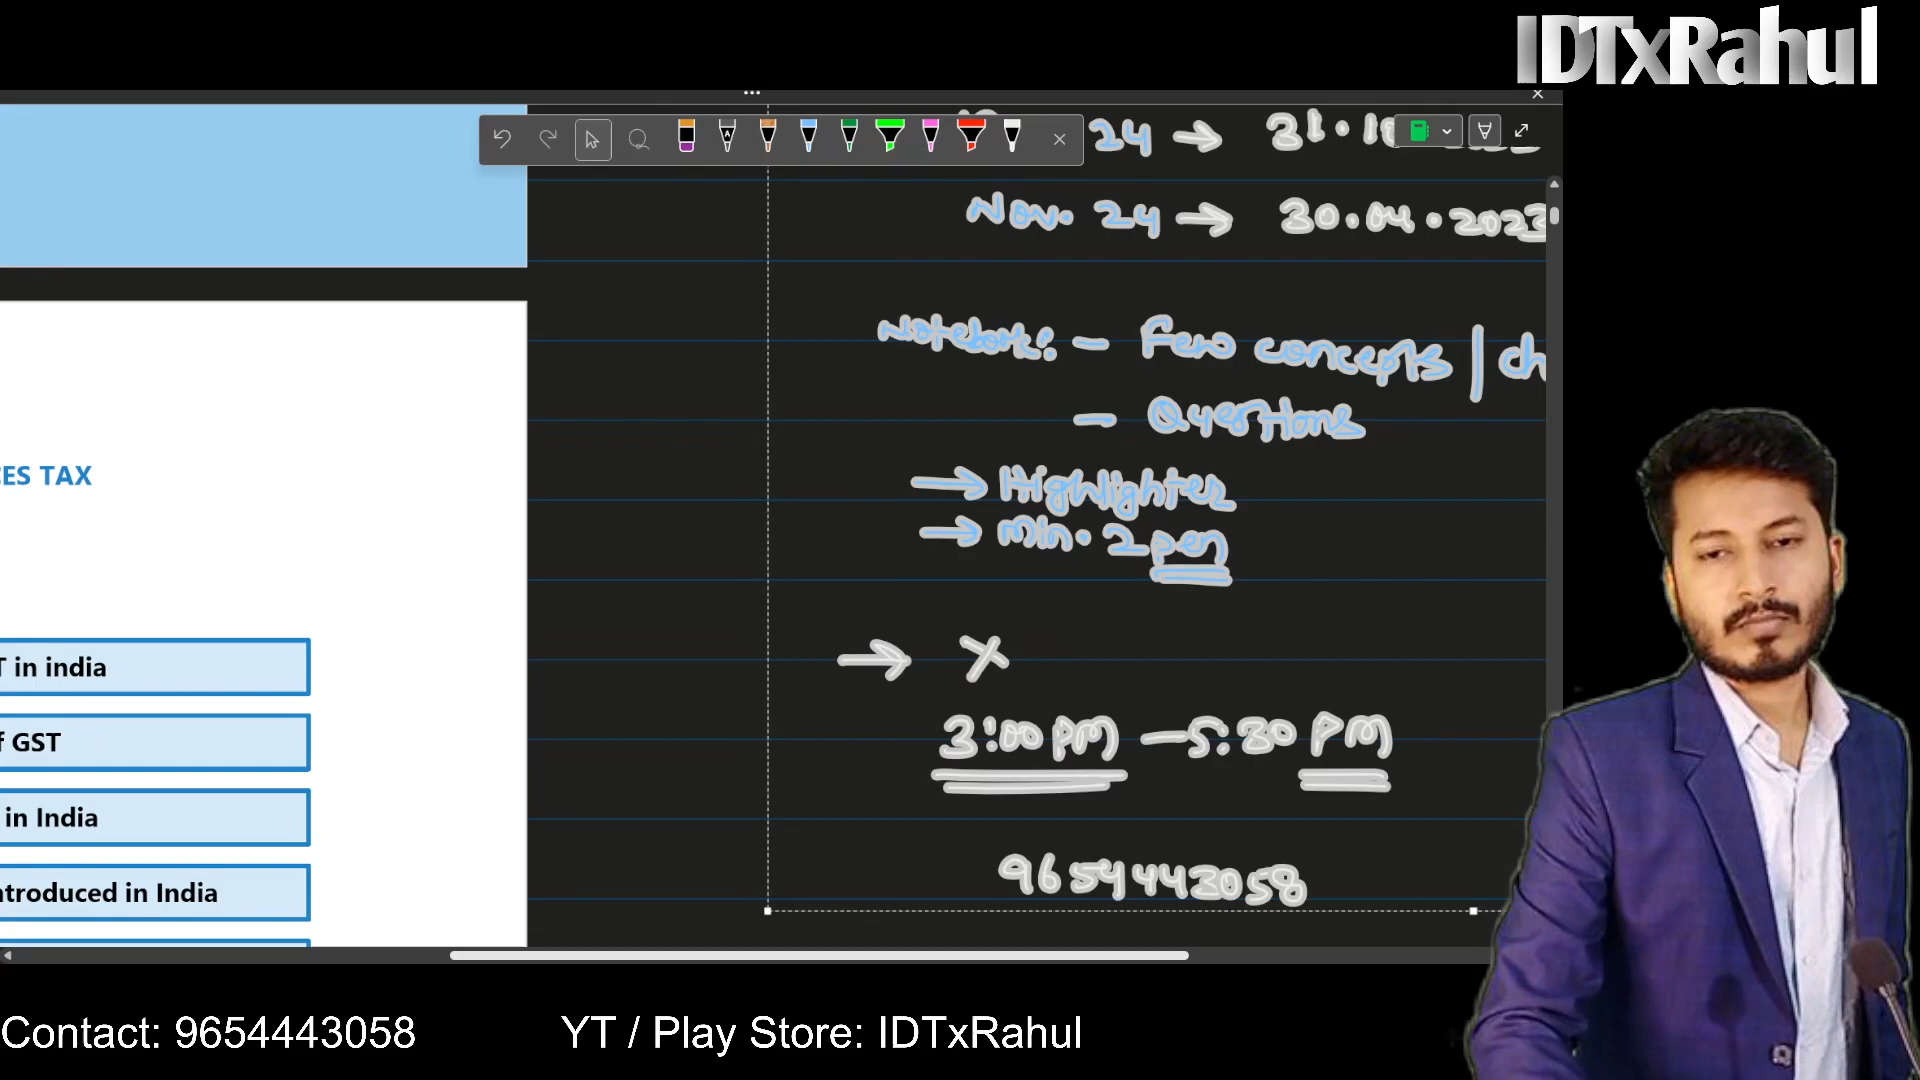 IDTxRahul
24 → 31.10
Nov. 24 → 30.04.2023
Notebook: - Few concepts | ch
- Questions
→ Highlighter
→ Min. 2 pen
→ X
3:00 PM - 5:30 PM
9654443058
CES TAX
T in india
f GST
in India
ntroduced in India
Contact: 9654443058
YT / Play Store: IDTxRahul